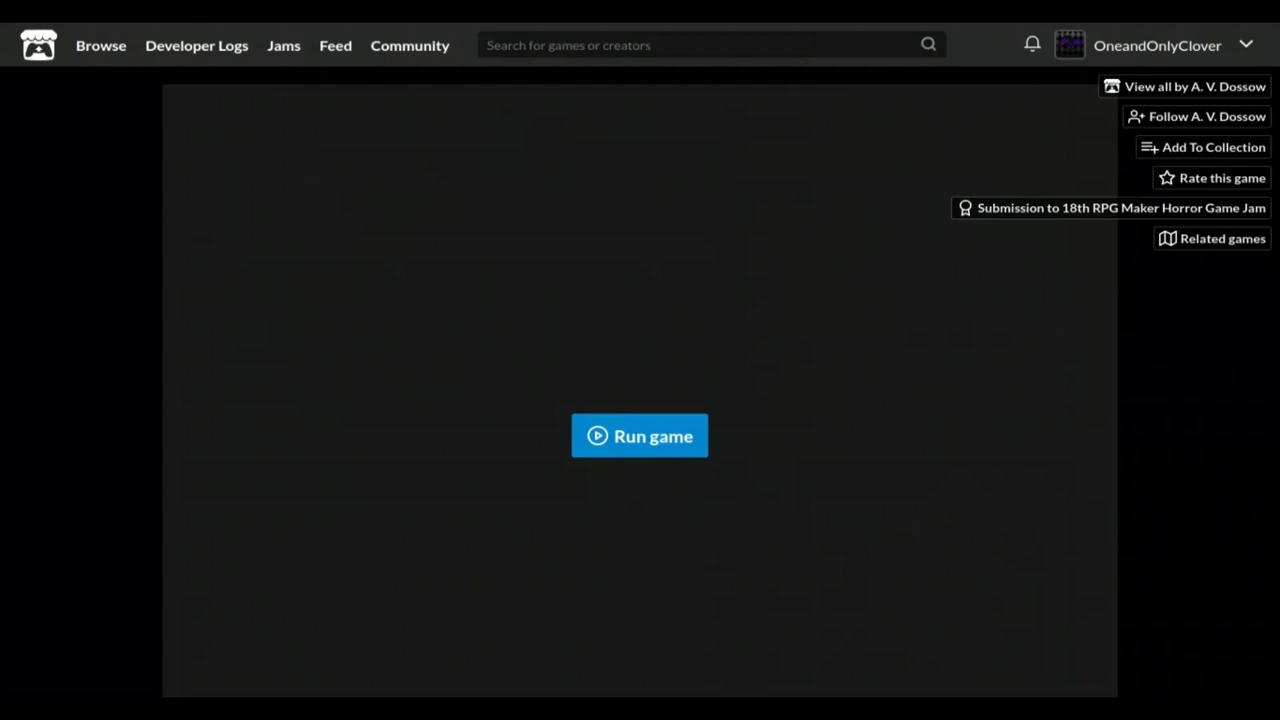 Browse Developer Logs Jams Feed Community Search for games or creators OneandOnlyClover
View all by A. V. Dossow
Follow A. V. Dossow
Add To Collection
Rate this game
Submission to 18th RPG Maker Horror Game Jam
Related games
Run game